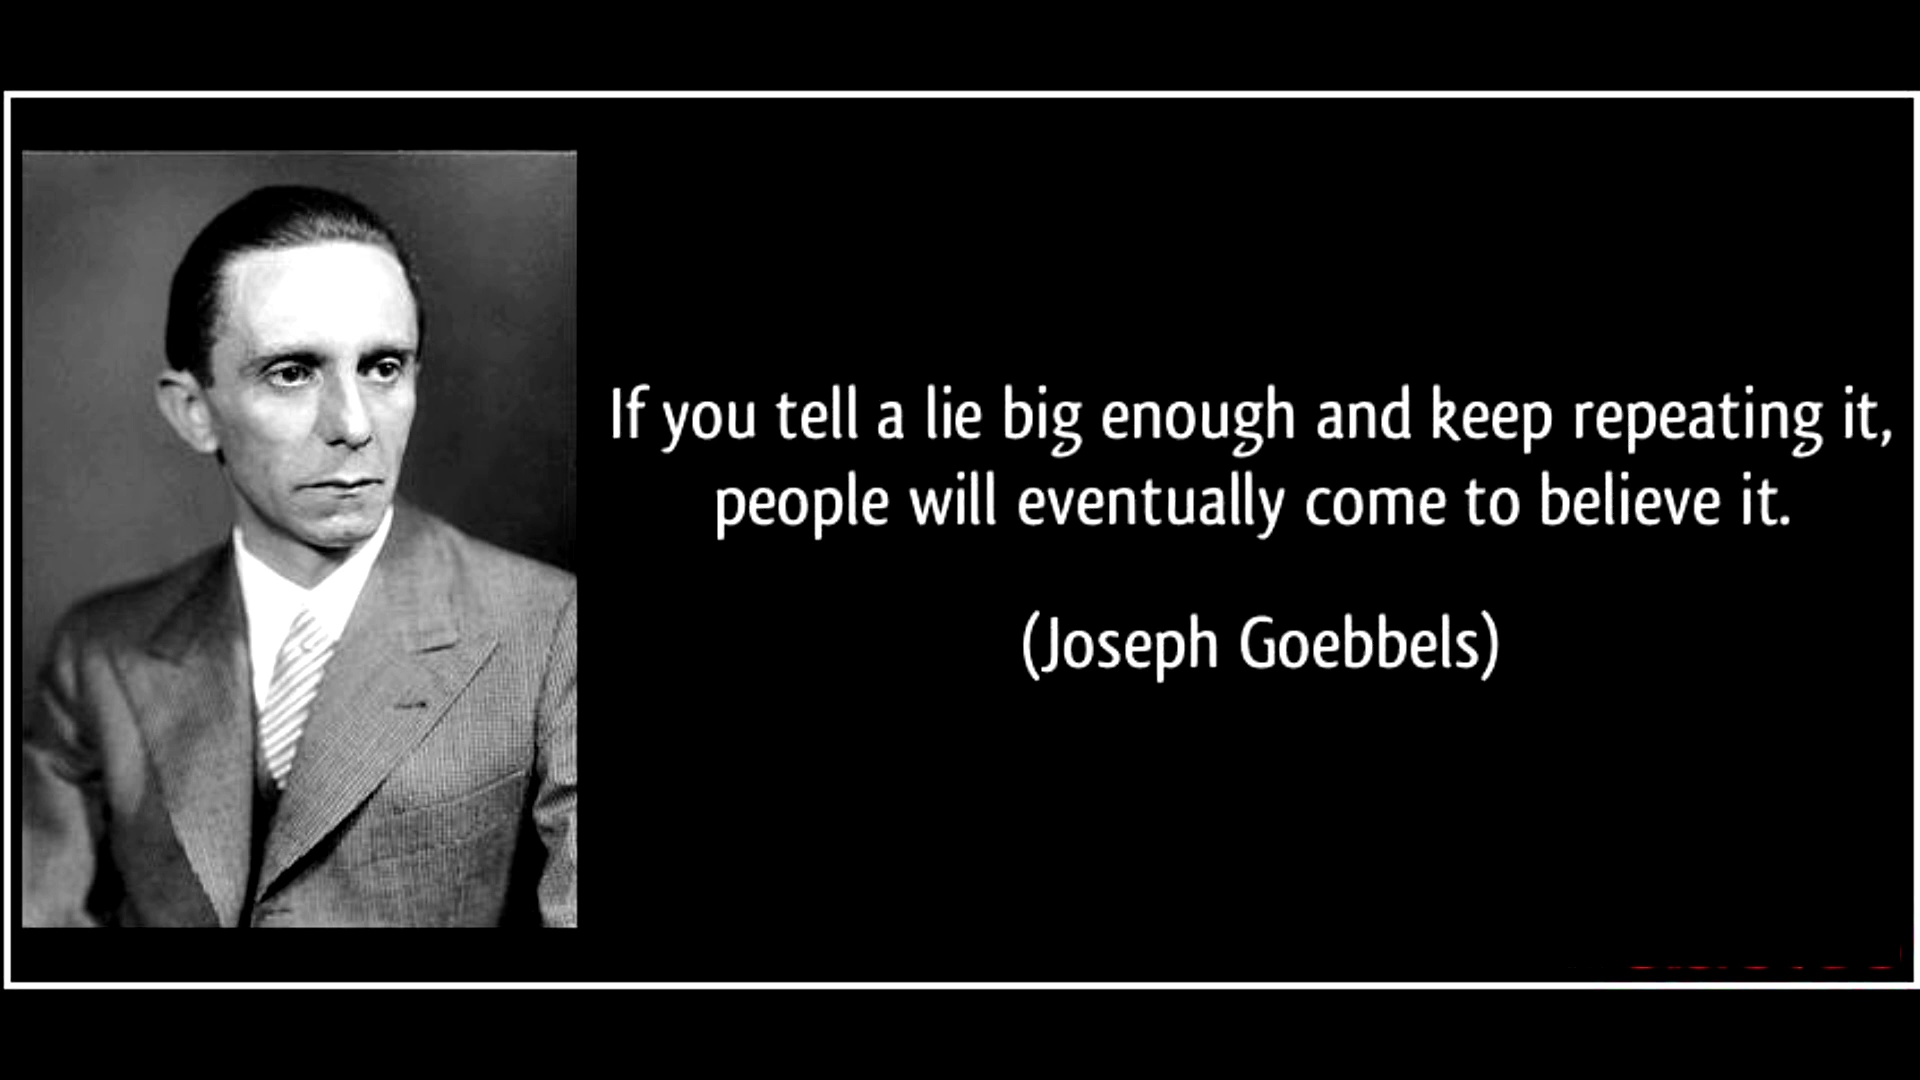 If you tell a lie big enough and keep repeating it,
people will eventually come to believe it.
(Joseph Goebbels)